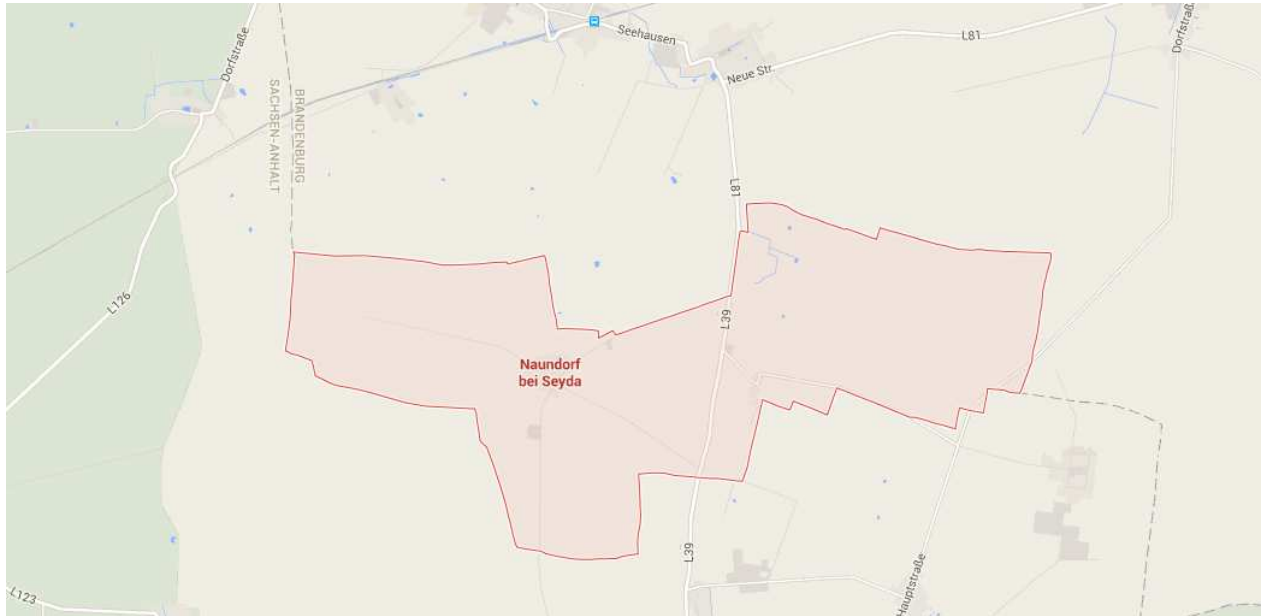 Seehausen
L81
Dorfstraße
Dorfstraße
Neue Str.
BRANDENBURG
SACHSEN-ANHALT
L81
L126
L39
Naundorf
bei Seyda
L39
Hauptstraße
L123